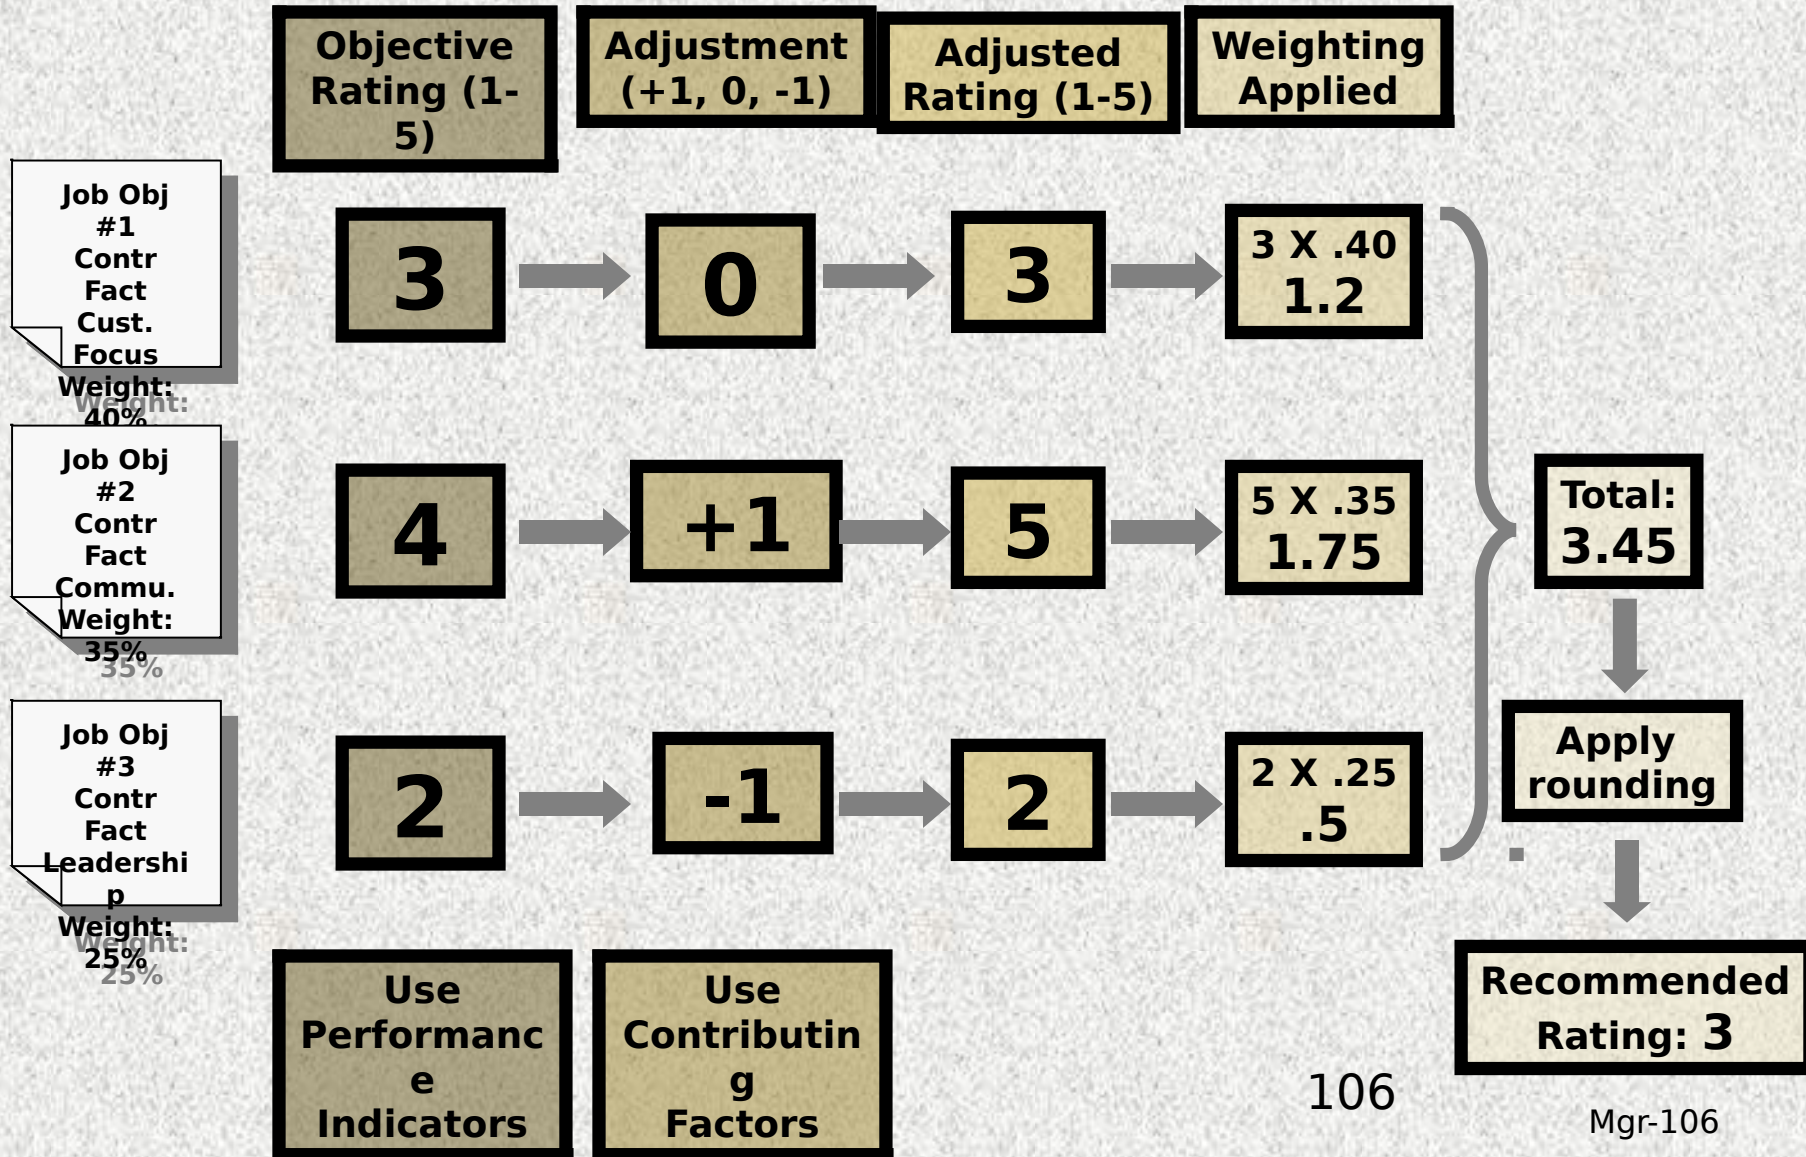 Objective
Rating (1-
5)
Adjustment
(+1, 0, -1)
Adjusted
Rating (1-5)
Weighting
Applied
Job Obj
#1
Contr
Fact
Cust.
Focus
Weight:
40%
3
0
3
3 X .40
1.2
Job Obj
#2
Contr
Fact
Commu.
Weight:
35%
4
+1
5
5 X .35
1.75
Job Obj
#3
Contr
Fact
Leadershi
p
Weight:
25%
2
-1
2
2 X .25
.5
Total:
3.45
Apply
rounding
Recommended
Rating: 3
Use
Performanc
e
Indicators
Use
Contributin
g
Factors
106
Mgr-106